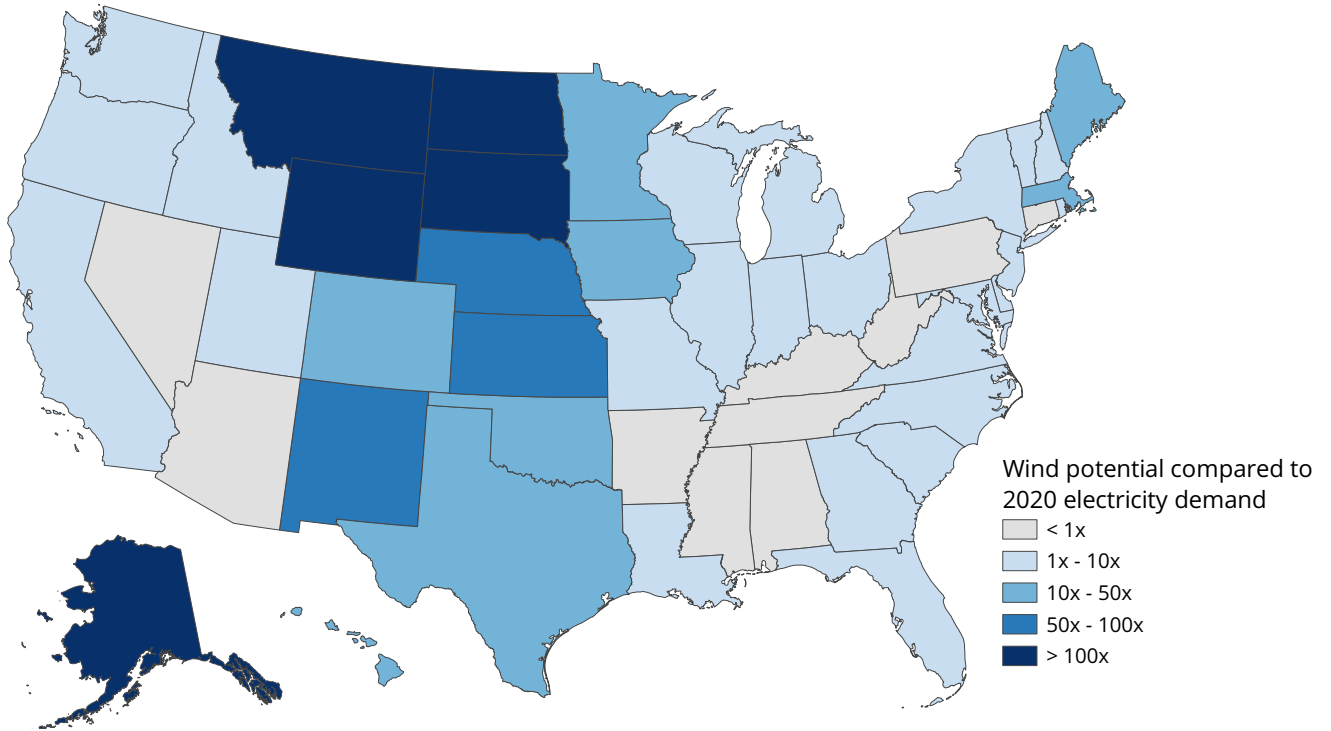 Wind potential compared to
2020 electricity demand
< 1x
1x - 10x
10x - 50x
50x - 100x
> 100x